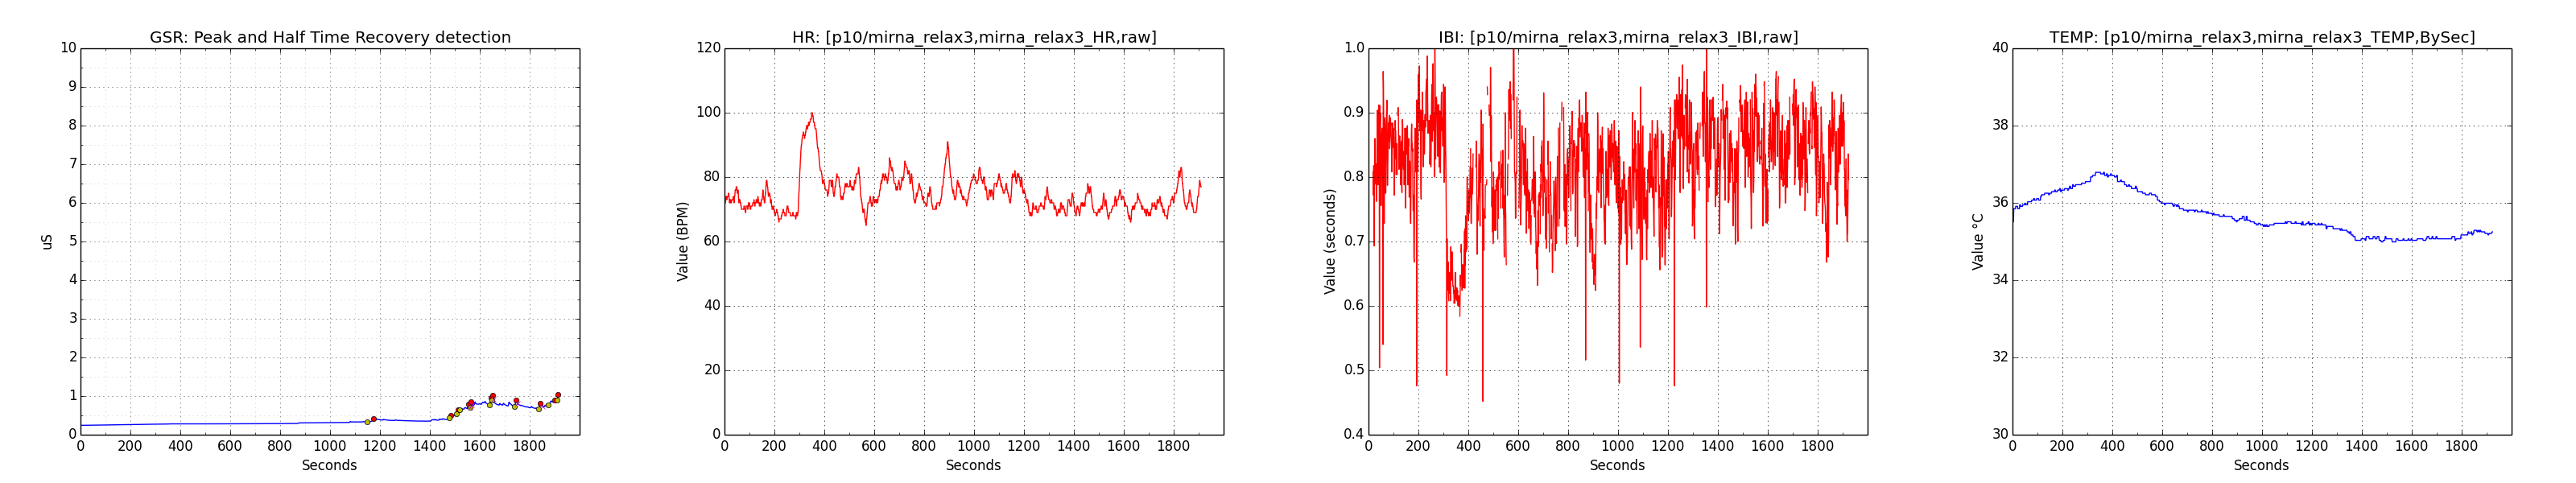 GSR: Peak and Half Time Recovery detection
10
9
8
7
6
5
4
3
2
1
0
uS
0 200 400 600 800 1000 1200 1400 1600 1800
Seconds
HR: [p10/mirna_relax3,mirna_relax3_HR,raw]
120
100
80
60
40
20
0
Value (BPM)
0 200 400 600 800 1000 1200 1400 1600 1800
Seconds
IBI: [p10/mirna_relax3,mirna_relax3_IBI,raw]
1.0
0.9
0.8
0.7
0.6
0.5
0.4
Value (seconds)
0 200 400 600 800 1000 1200 1400 1600 1800
Seconds
TEMP: [p10/mirna_relax3,mirna_relax3_TEMP,BySec]
40
38
36
34
32
30
Value °C
0 200 400 600 800 1000 1200 1400 1600 1800
Seconds